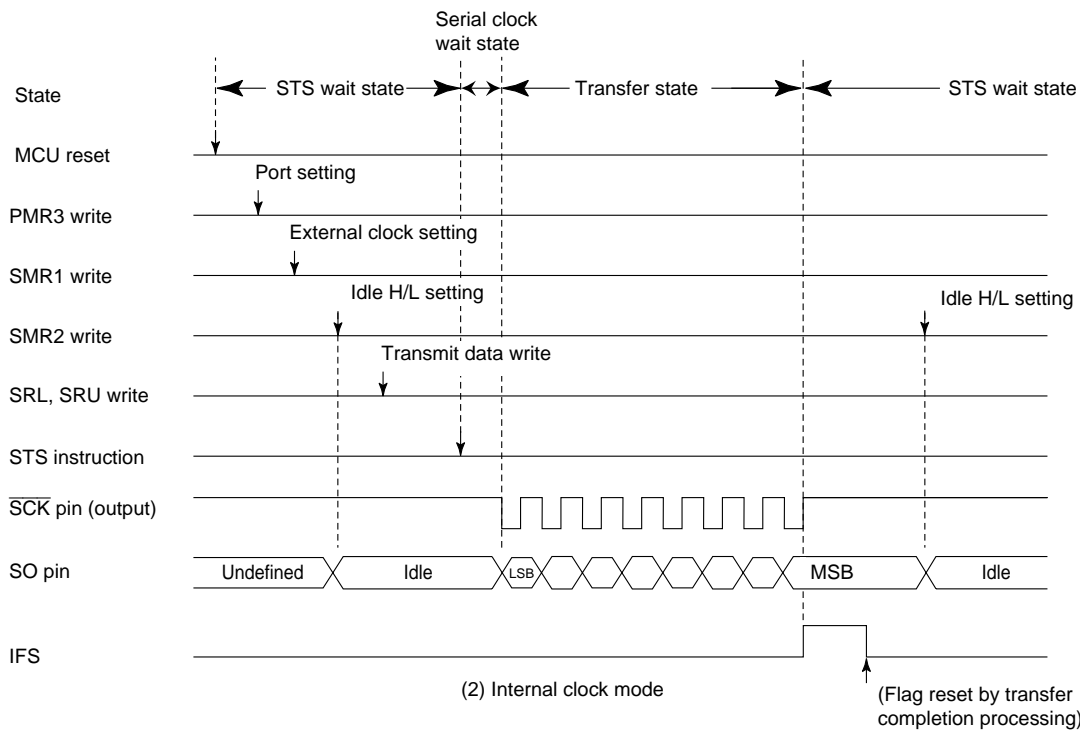 Serial clock
wait state
State
STS wait state
Transfer state
STS wait state
MCU reset
Port setting
PMR3 write
External clock setting
SMR1 write
Idle H/L setting
Idle H/L setting
SMR2 write
Transmit data write
SRL, SRU write
STS instruction
SCK pin (output)
SO pin
Undefined
Idle
LSB
MSB
Idle
IFS
(2) Internal clock mode
(Flag reset by transfer
completion processing)